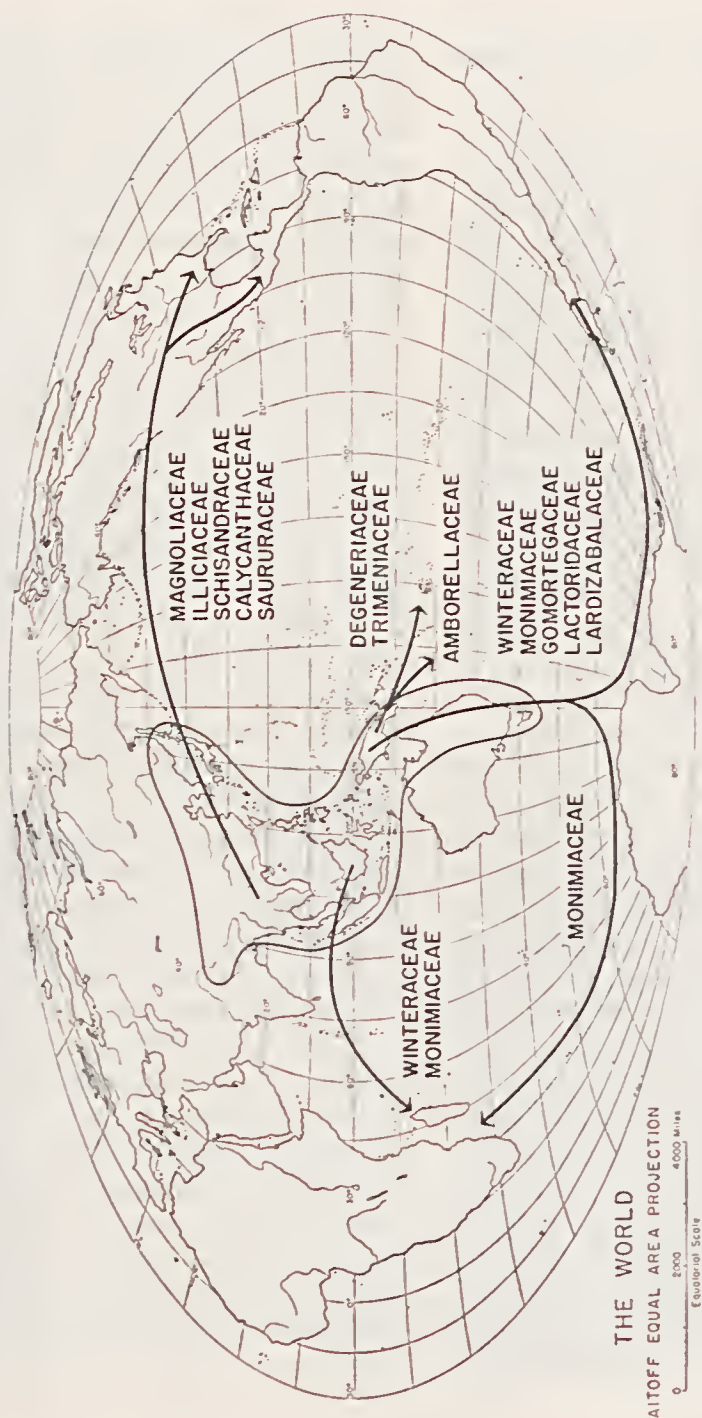 MAGNOLIACEAE
ILLICIACEAE
SCHISANDRACEAE
CALYCANTHACEAE
SAURURACEAE
DEGENERIACEAE
TRIMENIACEAE
AMBORELLACEAE
WINTERACEAE
MONIMIACEAE
GOMORTEGACEAE
LACTORIDACEAE
LARDIZABALACEAE
WINTERACEAE
MONIMIACEAE
MONIMIACEAE
THE WORLD
AITOFF EQUAL AREA PROJECTION
0 2000 4000 Miles
Equatorial Scale